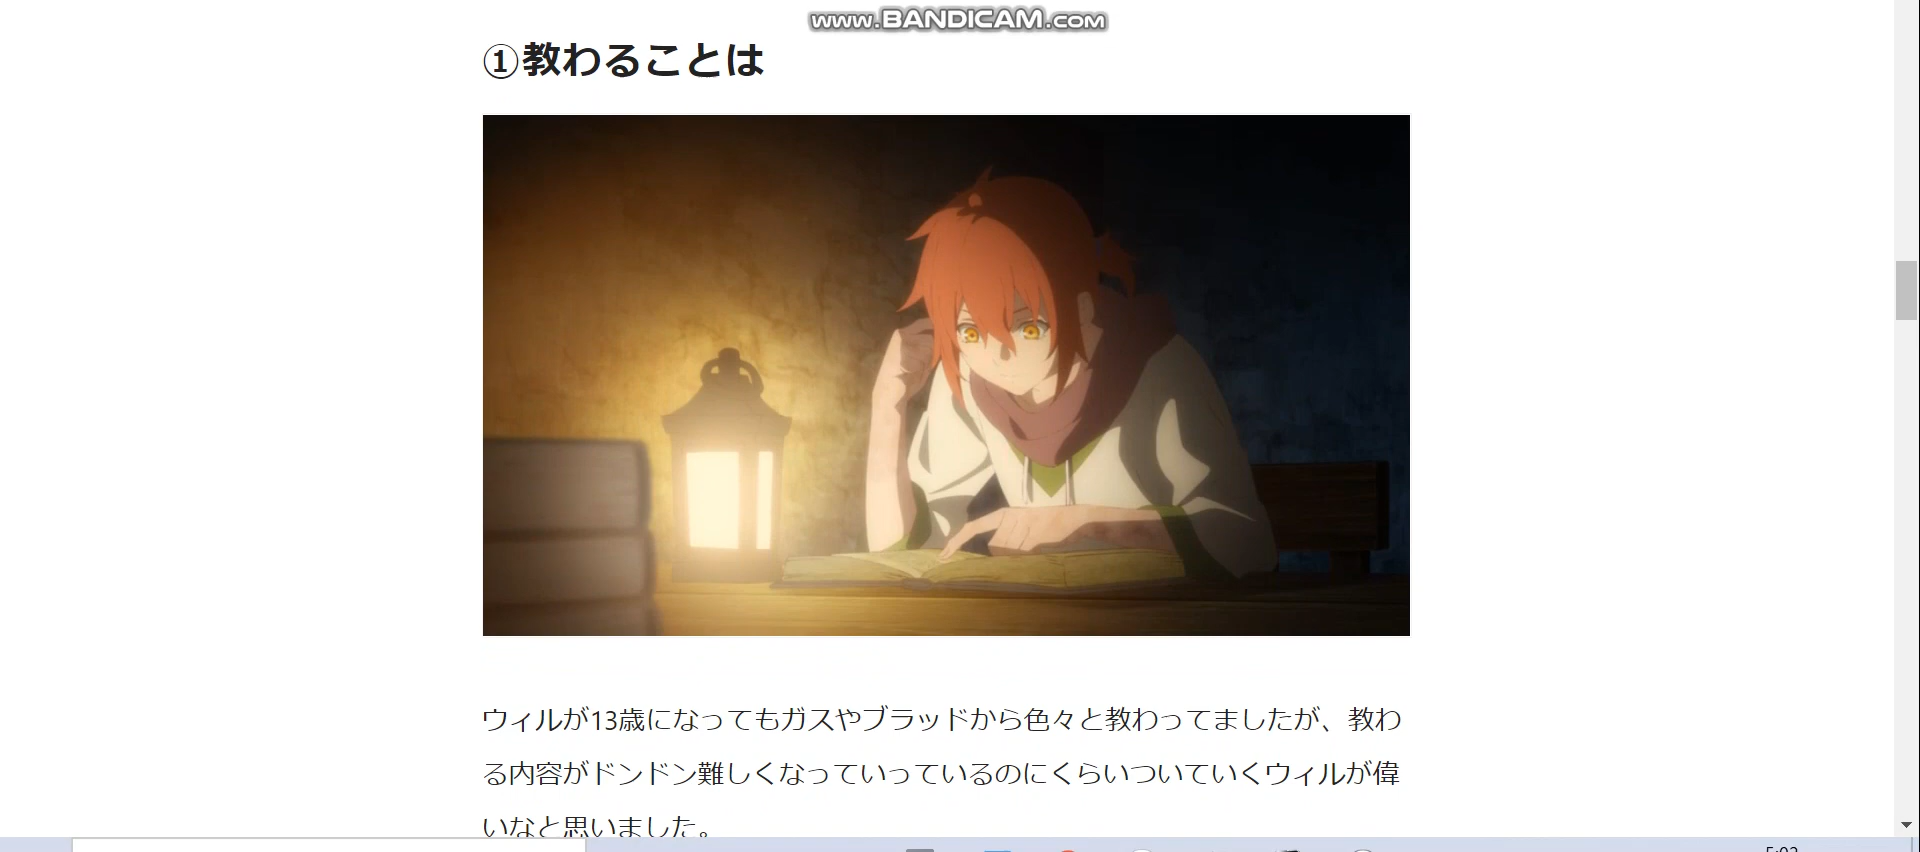 www.BANDICAM.com
①教わることは
ウィルが13歳になってもガスやブラッドから色々と教わってましたが、教わ
る内容がドンドン難しくなっていっているのにくらいついていくウィルが偉
いなと思いました。